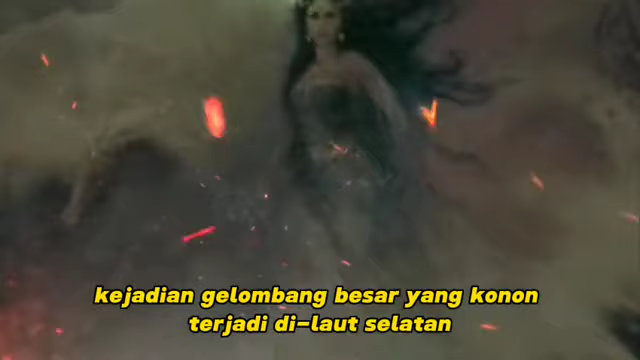 kejadian gelombang besar yang konon
terjadi di-laut selatan